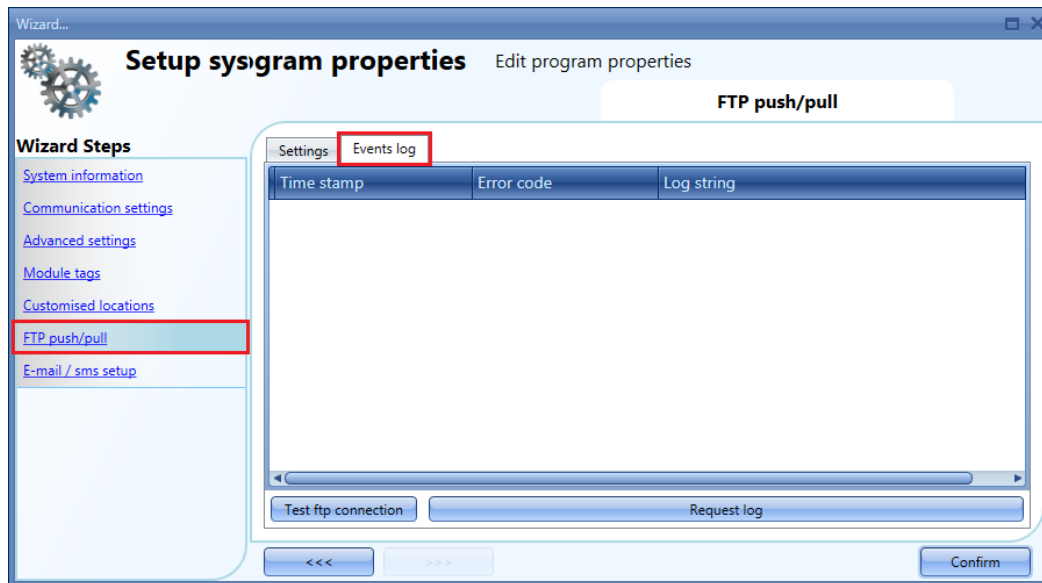 Wizard...
Setup sysgram properties Edit program properties
FTP push/pull
Wizard Steps
System information
Communication settings
Advanced settings
Module tags
Customised locations
FTP push/pull
E-mail / sms setup
Settings Events log
Time stamp Error code Log string
Test ftp connection Request log
<<< >>> Confirm